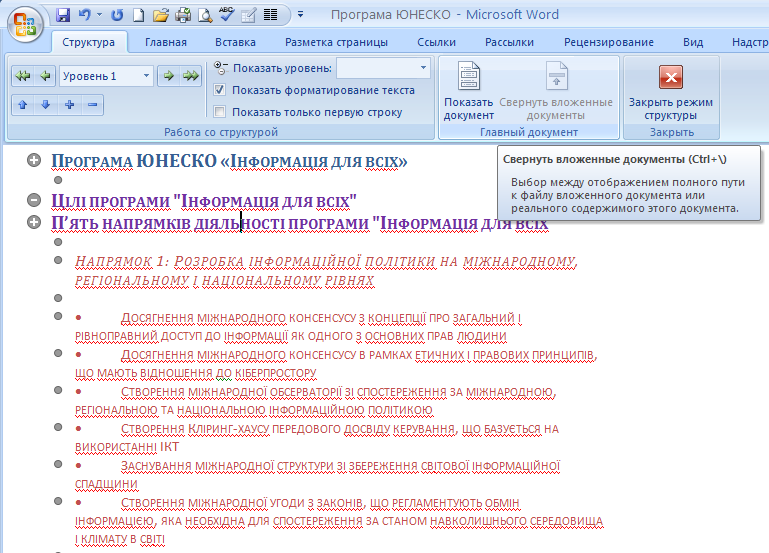 Программа ЮНЕСКО - Microsoft Word
Структура Главная Вставка Разметка страницы Ссылки Рассылки Рецензирование Вид Надстр
Уровень 1
Показать уровень:
Показать форматирование текста
Показать только первую строку
Работа со структурой
Показать документ
Свернуть вложенные документы
Главный документ
Закрыть режим структуры
Закрыть
Свернуть вложенные документы (Ctrl+\)
Выбор между отображением полного пути
к файлу вложенного документа или
реального содержимого этого документа.
Програма ЮНЕСКО «Інформація для всіх»
Цілі програми "Інформація для всіх"
П’ять напрямків діяльності програми "Інформація для всіх
Напрямок 1: Розробка інформаційної політики на міжнародному,
регіональному і національному рівнях
• Досягнення міжнародного консенсусу з концепції про загальний і
рівноправний доступ до інформації як одного з основних прав людини
• Досягнення міжнародного консенсусу в рамках етичних і правових принципів,
що мають відношення до кіберпростору
• Створення міжнародної обсерваторії зі спостереження за міжнародною,
регіональною та національною інформаційною політикою
• Створення Кліринг-хаусу передового досвіду керування, що базується на
використанні ІКТ
• Заснування міжнародної структури зі збереження світової інформаційної
спадщини
• Створення міжнародної угоди з законів, що регламентують обмін
інформацією, яка необхідна для спостереження за станом навколишнього середовища
і клімату в світі